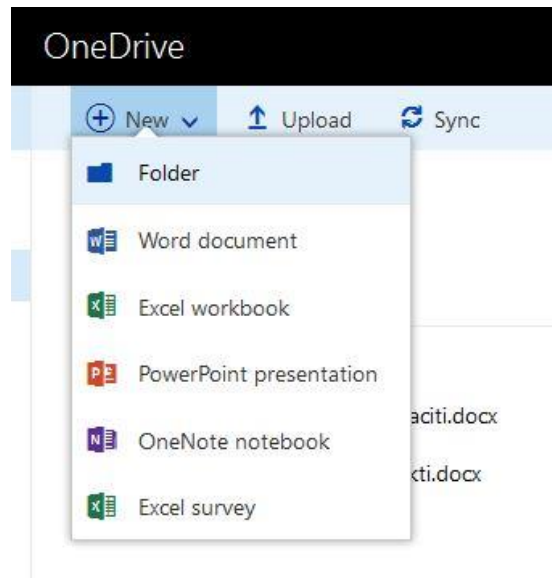 OneDrive
New Upload Sync
Folder
Word document
Excel workbook
PowerPoint presentation
aciti.docx
OneNote notebook
kti.docx
Excel survey